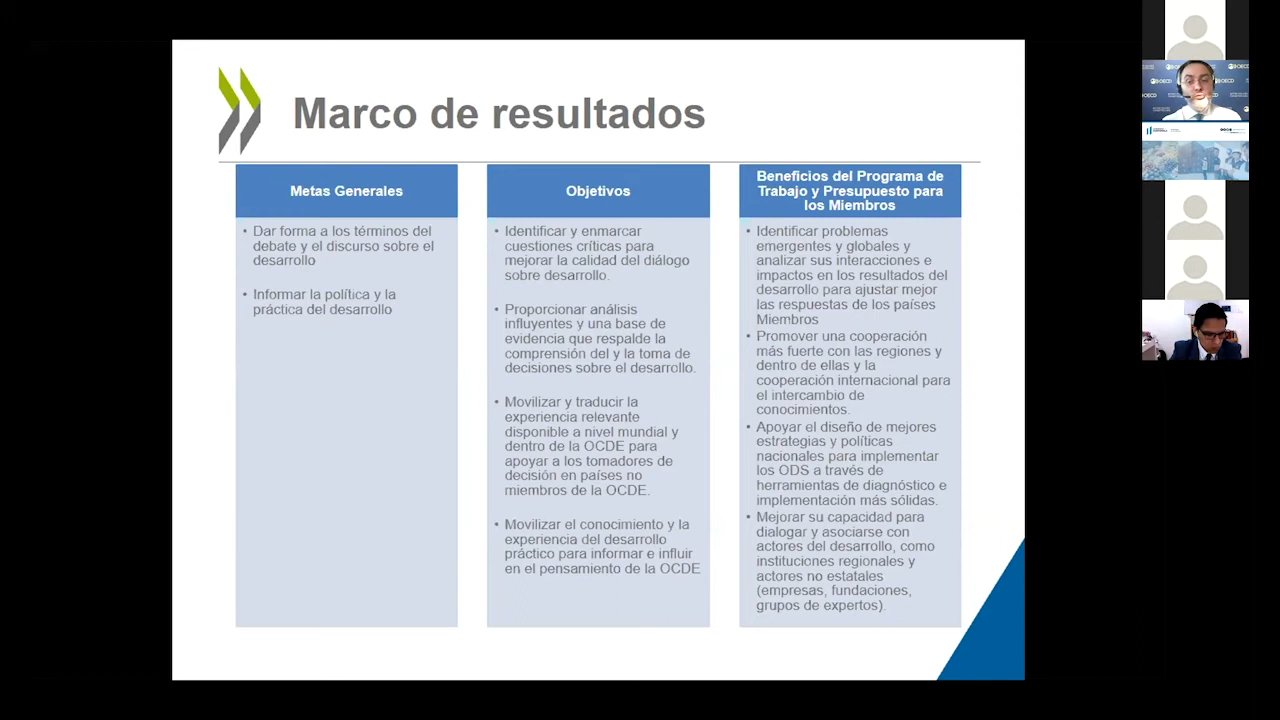 Marco de resultados
Metas Generales
• Dar forma a los términos del
debate y el discurso sobre el
desarrollo
• Informar la política y la
práctica del desarrollo
Objetivos
• Identificar y enmarcar
cuestiones críticas para
mejorar la calidad del diálogo
sobre desarrollo.
• Proporcionar análisis
influyentes y una base de
evidencia que respalde la
comprensión del y la toma de
decisiones sobre el desarrollo.
• Movilizar y traducir la
experiencia relevante
disponible a nivel mundial y
dentro de la OCDE para
apoyar a los tomadores de
decisión en países no
miembros de la OCDE.
• Movilizar el conocimiento y la
experiencia del desarrollo
práctico para informar e influir
en el pensamiento de la OCDE
Beneficios del Programa de
Trabajo y Presupuesto para
los Miembros
• Identificar problemas
emergentes y globales y
analizar sus interacciones e
impactos en los resultados del
desarrollo para ajustar mejor
las respuestas de los países
Miembros
• Promover una cooperación
más fuerte con las regiones y
dentro de ellas y la
cooperación internacional para
el intercambio de
conocimientos.
• Apoyar el diseño de mejores
estrategias y políticas
nacionales para implementar
los ODS a través de
herramientas de diagnóstico e
implementación más sólidas.
• Mejorar su capacidad para
dialogar y asociarse con
actores del desarrollo, como
instituciones regionales y
actores no estatales
(empresas, fundaciones,
grupos de expertos).
OECD